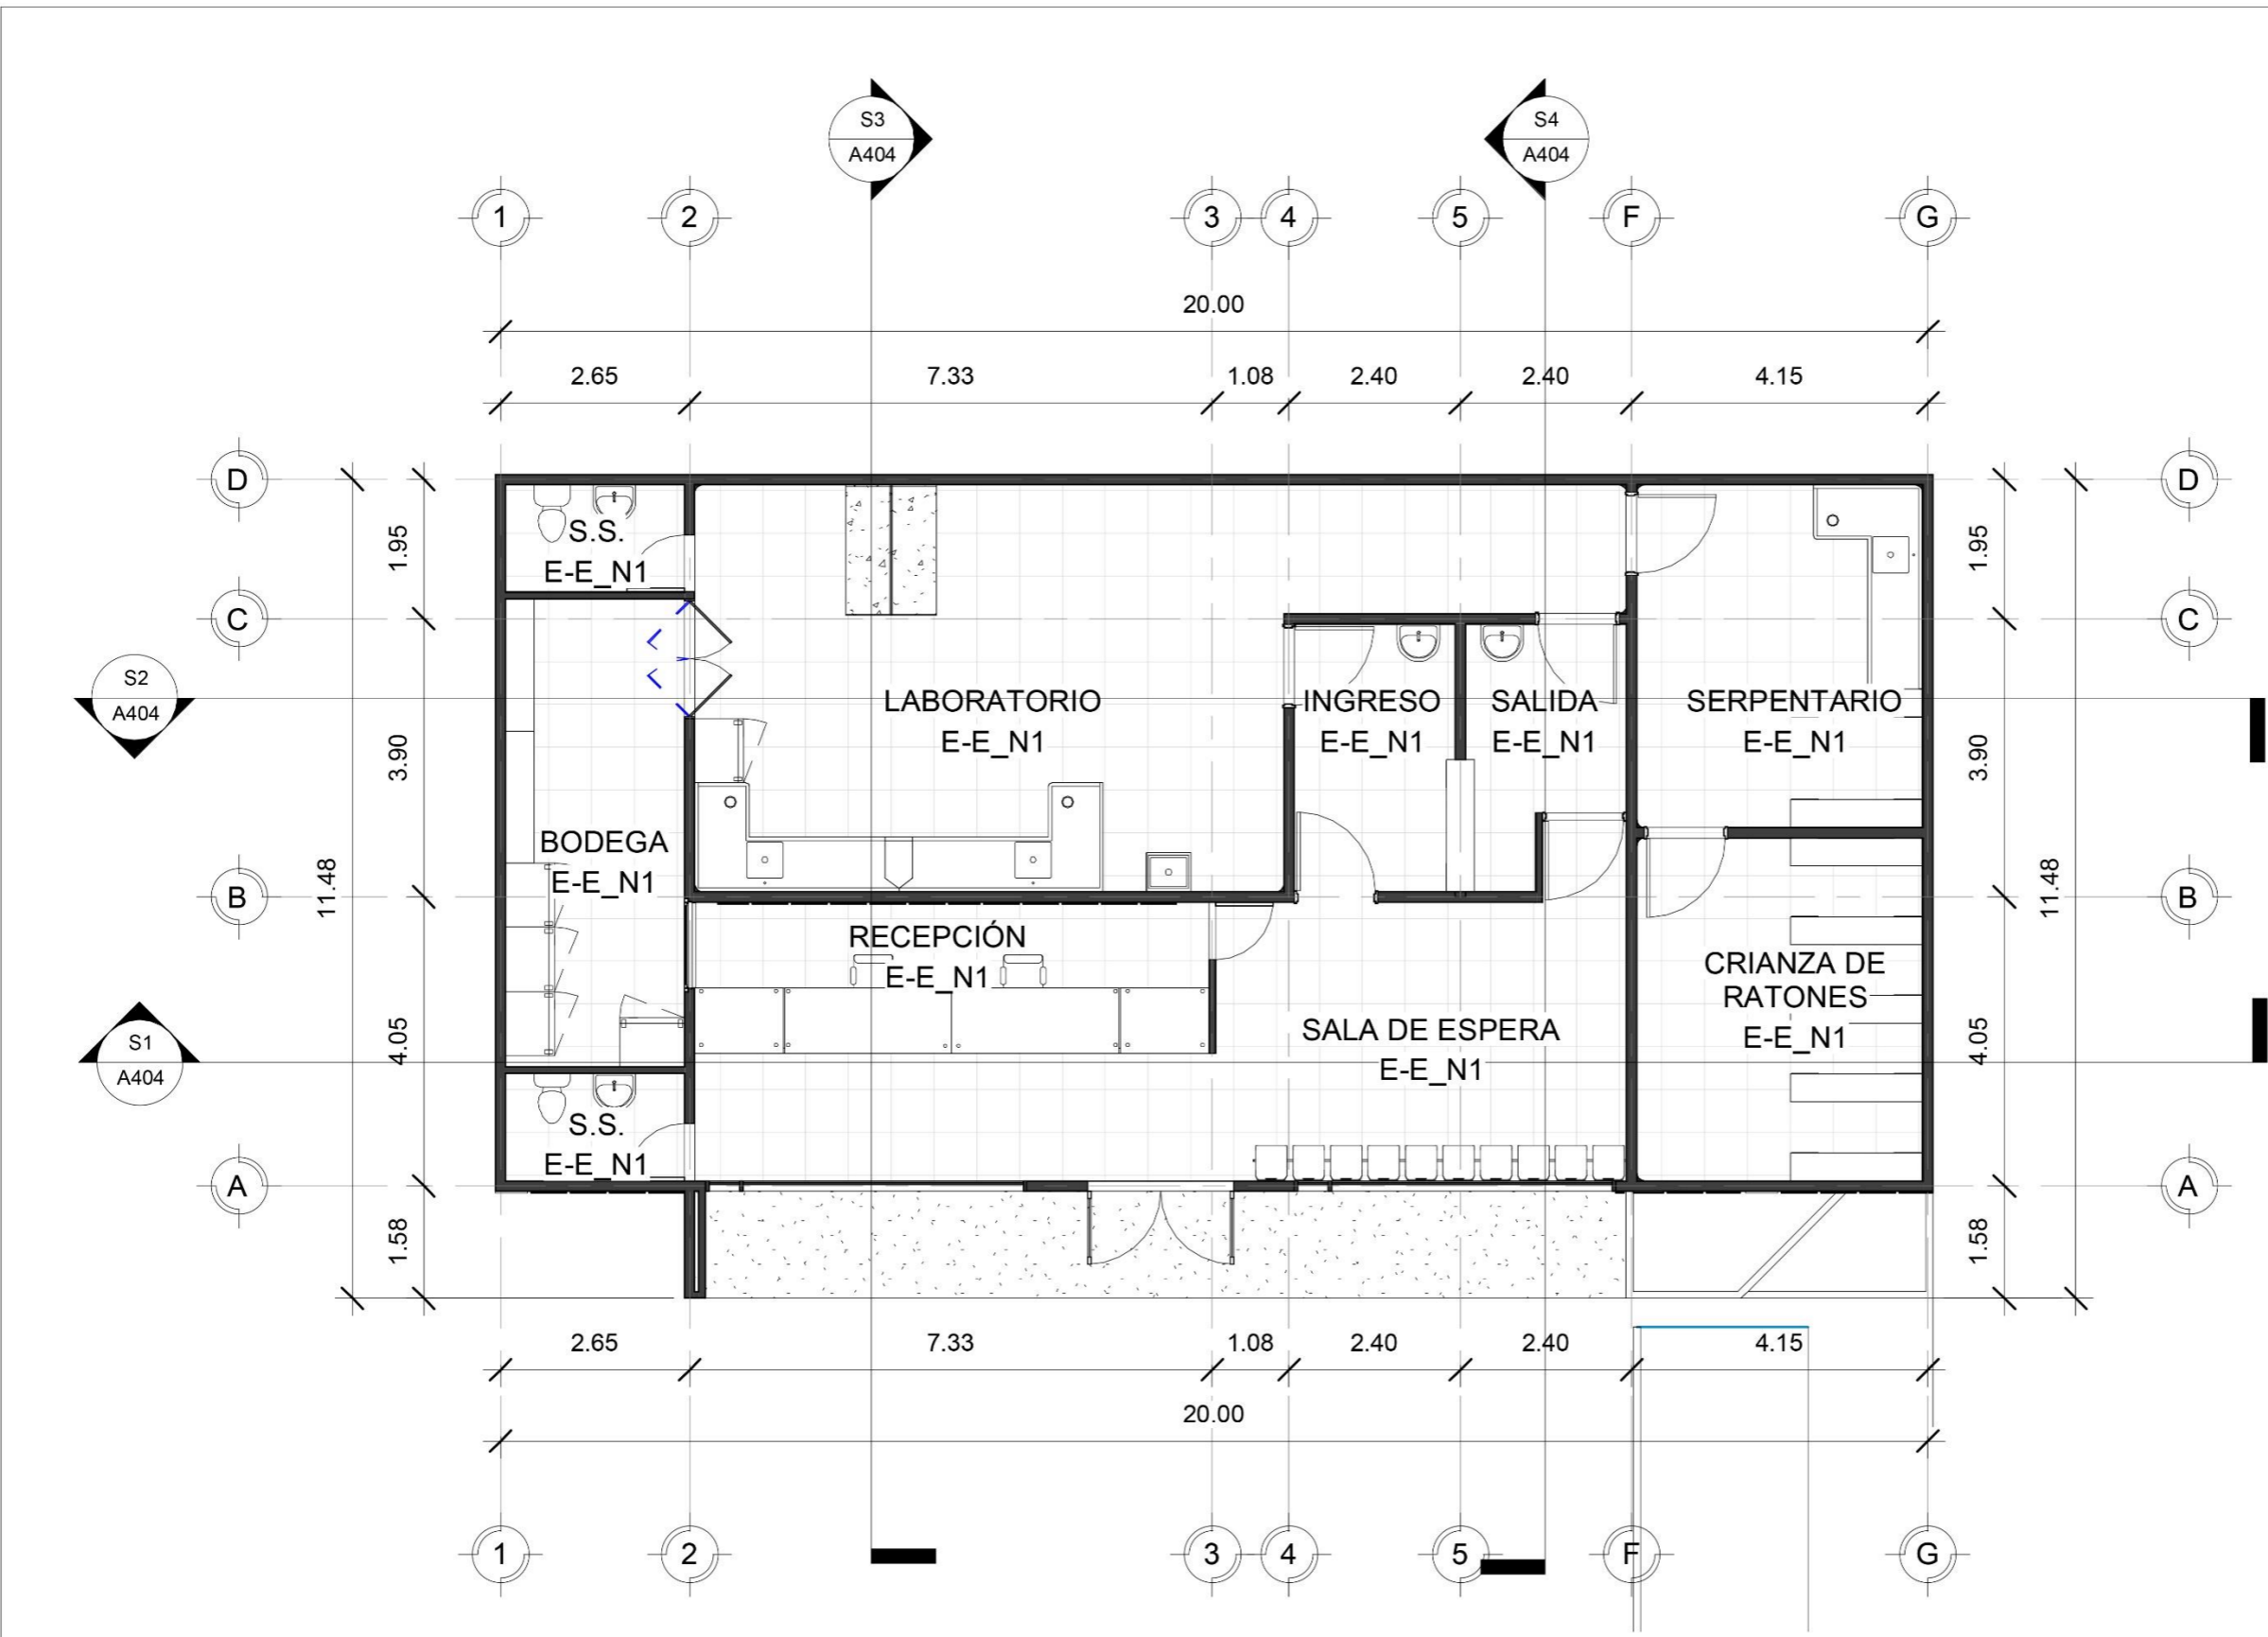 S3
A404
S4
A404
1
2
3
4
5
F
G
20.00
2.65
7.33
1.08
2.40
2.40
4.15
D
D
1.95
1.95
S.S.
E-E_N1
C
C
S2
A404
LABORATORIO
E-E_N1
INGRESO
E-E_N1
SALIDA
E-E_N1
SERPENTARIO
E-E_N1
3.90
3.90
BODEGA
E-E_N1
11.48
11.48
B
B
RECEPCIÓN
E-E_N1
CRIANZA DE
RATONES
E-E_N1
SALA DE ESPERA
E-E_N1
4.05
4.05
S1
A404
S.S.
E-E_N1
A
A
1.58
1.58
2.65
7.33
1.08
2.40
2.40
4.15
20.00
1
2
3
4
5
F
G